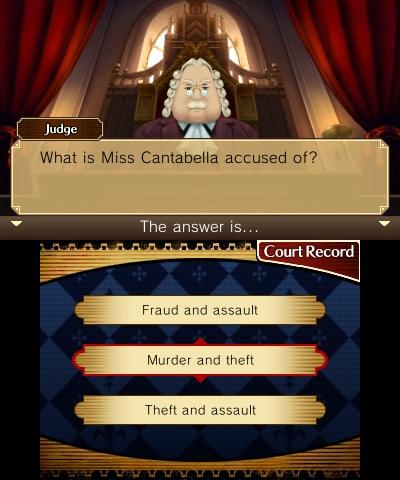 Judge
What is Miss Cantabella accused of?
The answer is...
Court Record
Fraud and assault
Murder and theft
Theft and assault